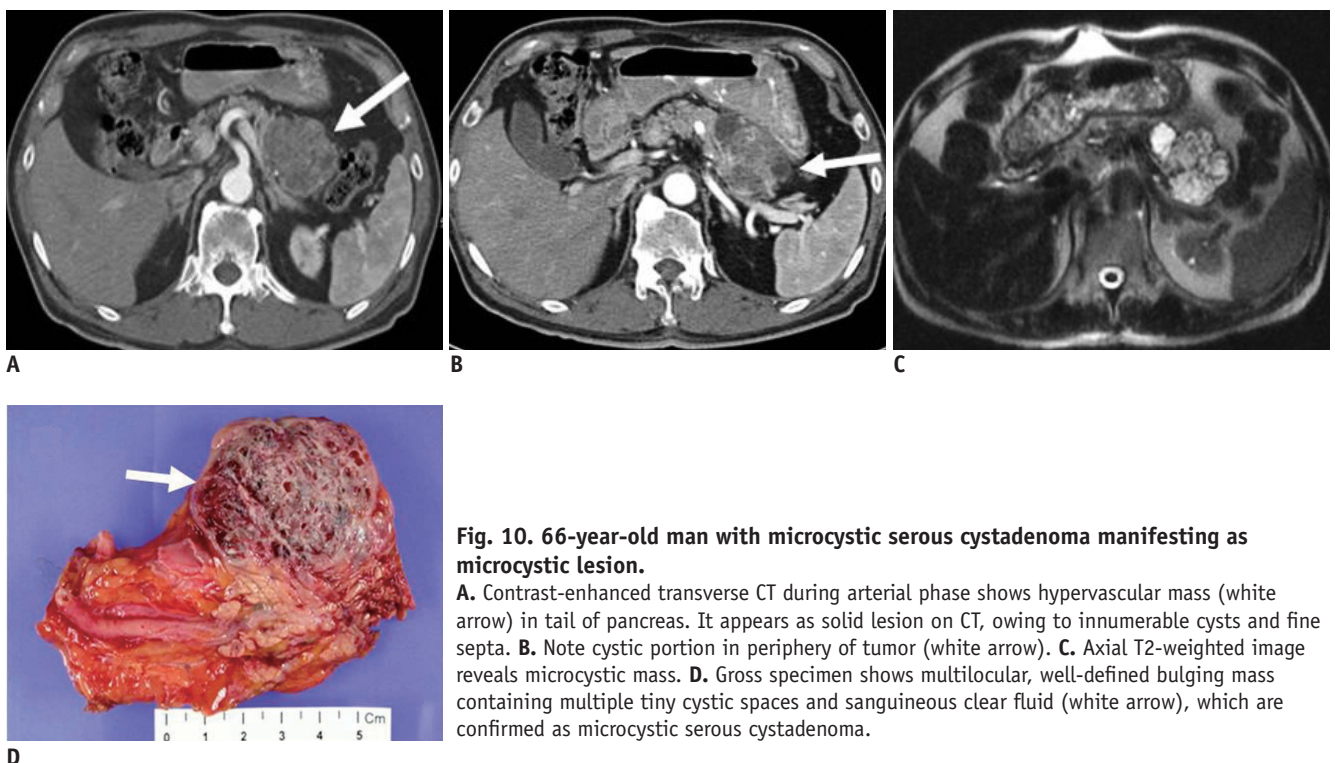 A
B
C
D
0 1 2 3 4 5 Cm
Fig. 10. 66-year-old man with microcystic serous cystadenoma manifesting as
microcystic lesion.
A. Contrast-enhanced transverse CT during arterial phase shows hypervascular mass (white
arrow) in tail of pancreas. It appears as solid lesion on CT, owing to innumerable cysts and fine
septa. B. Note cystic portion in periphery of tumor (white arrow). C. Axial T2-weighted image
reveals microcystic mass. D. Gross specimen shows multilocular, well-defined bulging mass
containing multiple tiny cystic spaces and sanguineous clear fluid (white arrow), which are
confirmed as microcystic serous cystadenoma.